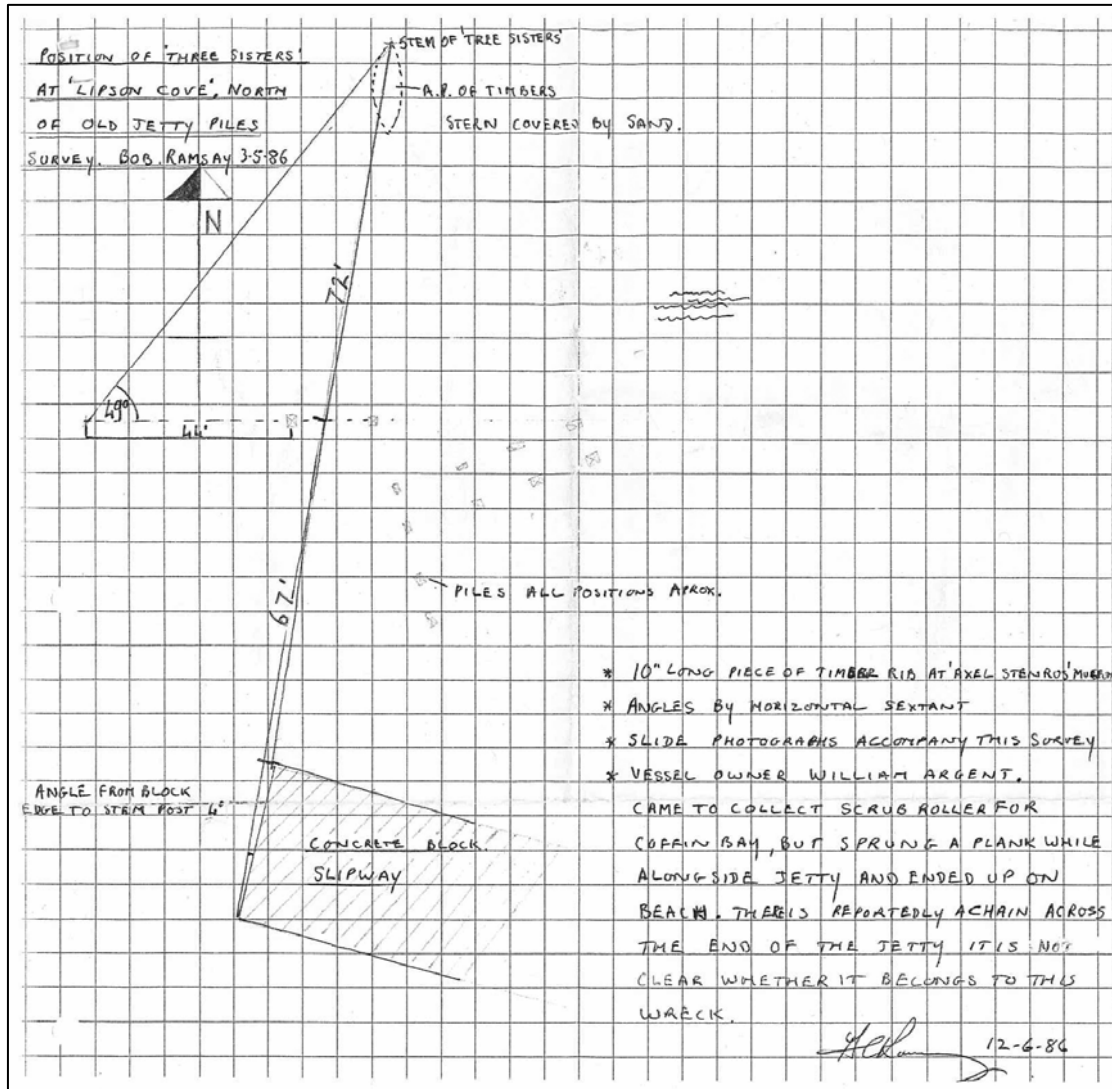 POSITION OF 'THREE SISTERS'
AT 'LIPSON COVE', NORTH
OF OLD JETTY PILES
SURVEY. BOB. RAMSAY 3-5-86
STEM OF 'TREE SISTERS'
A.P. OF TIMBERS
STERN COVERED BY SAND.
N
72'
49°
44'
67'
PILES ALL POSITIONS APROX.
* 10" LONG PIECE OF TIMBER RIB AT 'AXEL STENROS'
* ANGLES BY HORIZONTAL SEXTANT
* SLIDE PHOTOGRAPHS ACCOMPANY THIS SURVEY
* VESSEL OWNER WILLIAM ARGENT.
CAME TO COLLECT SCRUB ROLLER FOR
COFFIN BAY, BUT SPRUNG A PLANK WHILE
ALONGSIDE JETTY AND ENDED UP ON
BEACH. THERE IS REPORTEDLY A CHAIN ACROSS
THE END OF THE JETTY IT IS NOT
CLEAR WHETHER IT BELONGS TO THIS
WRECK.
12-6-86
ANGLE FROM BLOCK
EDGE TO STEM POST 4°
CONCRETE BLOCK.
SLIPWAY